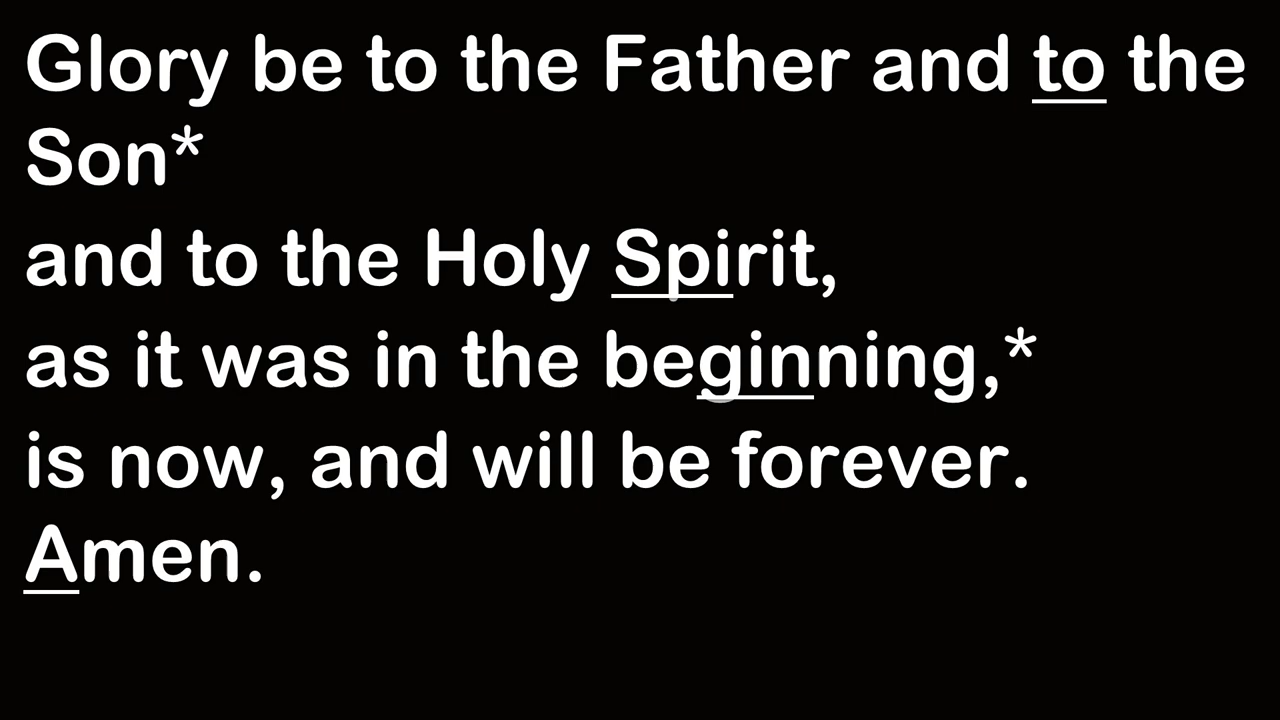 Glory be to the Father and to the
Son*
and to the Holy Spirit,
as it was in the beginning,*
is now, and will be forever.
Amen.